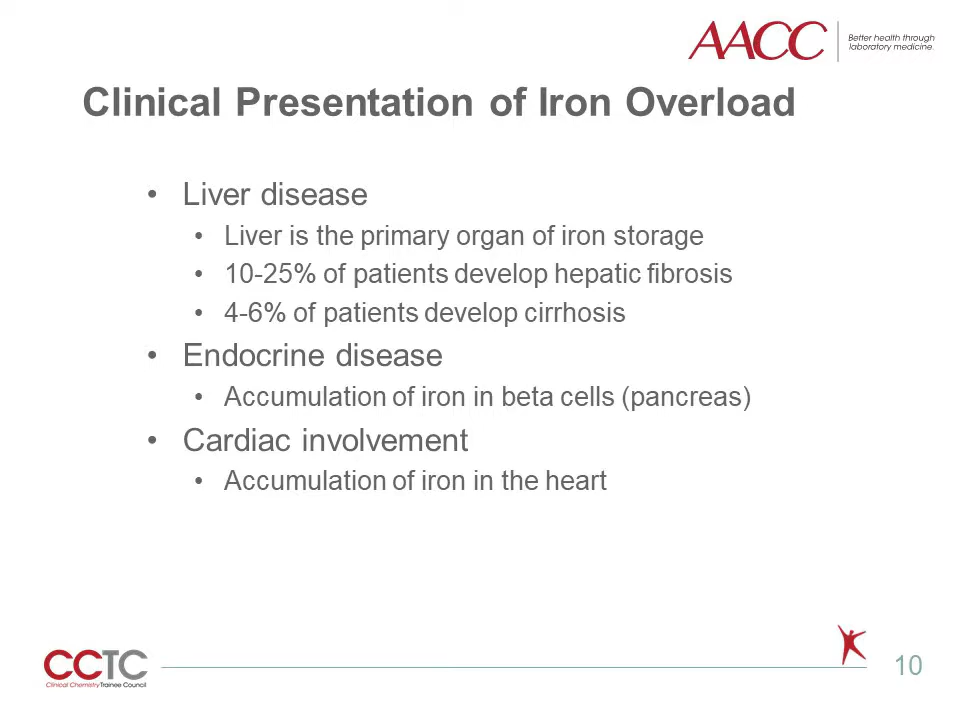 AACC
Better health through
laboratory medicine.
Clinical Presentation of Iron Overload
• Liver disease
• Liver is the primary organ of iron storage
• 10-25% of patients develop hepatic fibrosis
• 4-6% of patients develop cirrhosis
• Endocrine disease
• Accumulation of iron in beta cells (pancreas)
• Cardiac involvement
• Accumulation of iron in the heart
CCTC
Clinical Chemistry Trainee Council
10